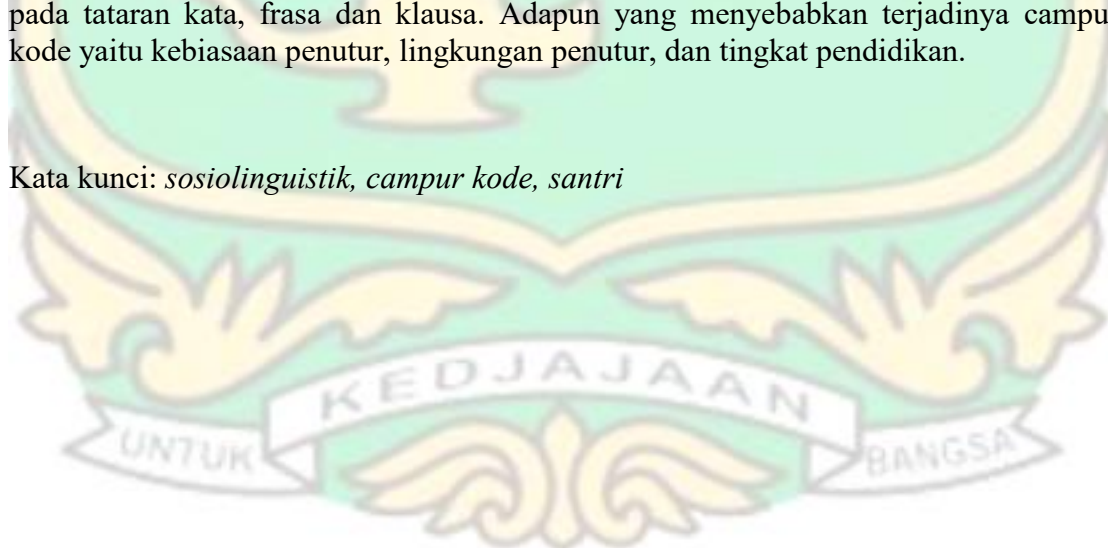 pada tataran kata, frasa dan klausa. Adapun yang menyebabkan terjadinya campu
kode yaitu kebiasaan penutur, lingkungan penutur, dan tingkat pendidikan.
Kata kunci: sosiolinguistik, campur kode, santri
KEDJAJAAN
UNTUK BANGSA